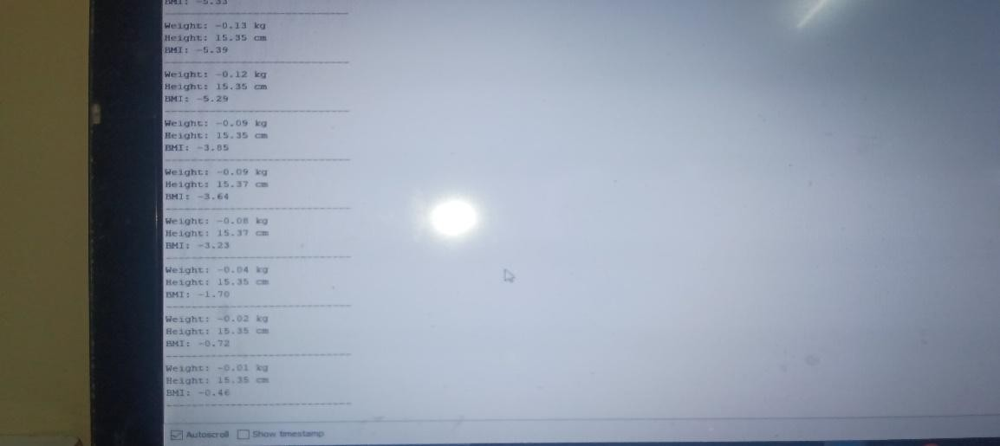 BMI: -5.33
------------------------------------------
Weight: -0.13 kg
Height: 15.35 cm
BMI: -5.39
------------------------------------------
Weight: -0.12 kg
Height: 15.35 cm
BMI: -5.29
------------------------------------------
Weight: -0.09 kg
Height: 15.35 cm
BMI: -3.85
------------------------------------------
Weight: -0.09 kg
Height: 15.37 cm
BMI: -3.64
------------------------------------------
Weight: -0.08 kg
Height: 15.37 cm
BMI: -3.23
------------------------------------------
Weight: -0.04 kg
Height: 15.35 cm
BMI: -1.70
------------------------------------------
Weight: -0.02 kg
Height: 15.35 cm
BMI: -0.72
------------------------------------------
Weight: -0.01 kg
Height: 15.35 cm
BMI: -0.46
------------------------------------------
Autoscroll Show timestamp